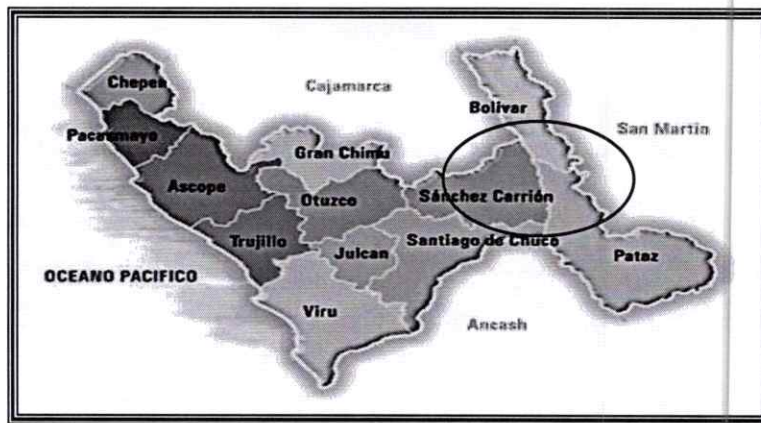 Chepen
Cajamarca
Bolivar
Pacasmayo
San Martin
Gran Chimu
Ascope
Otuzco
Sánchez Carrión
Trujillo
Julcan
Santiago de Chuco
Pataz
OCEANO PACIFICO
Viru
Ancash